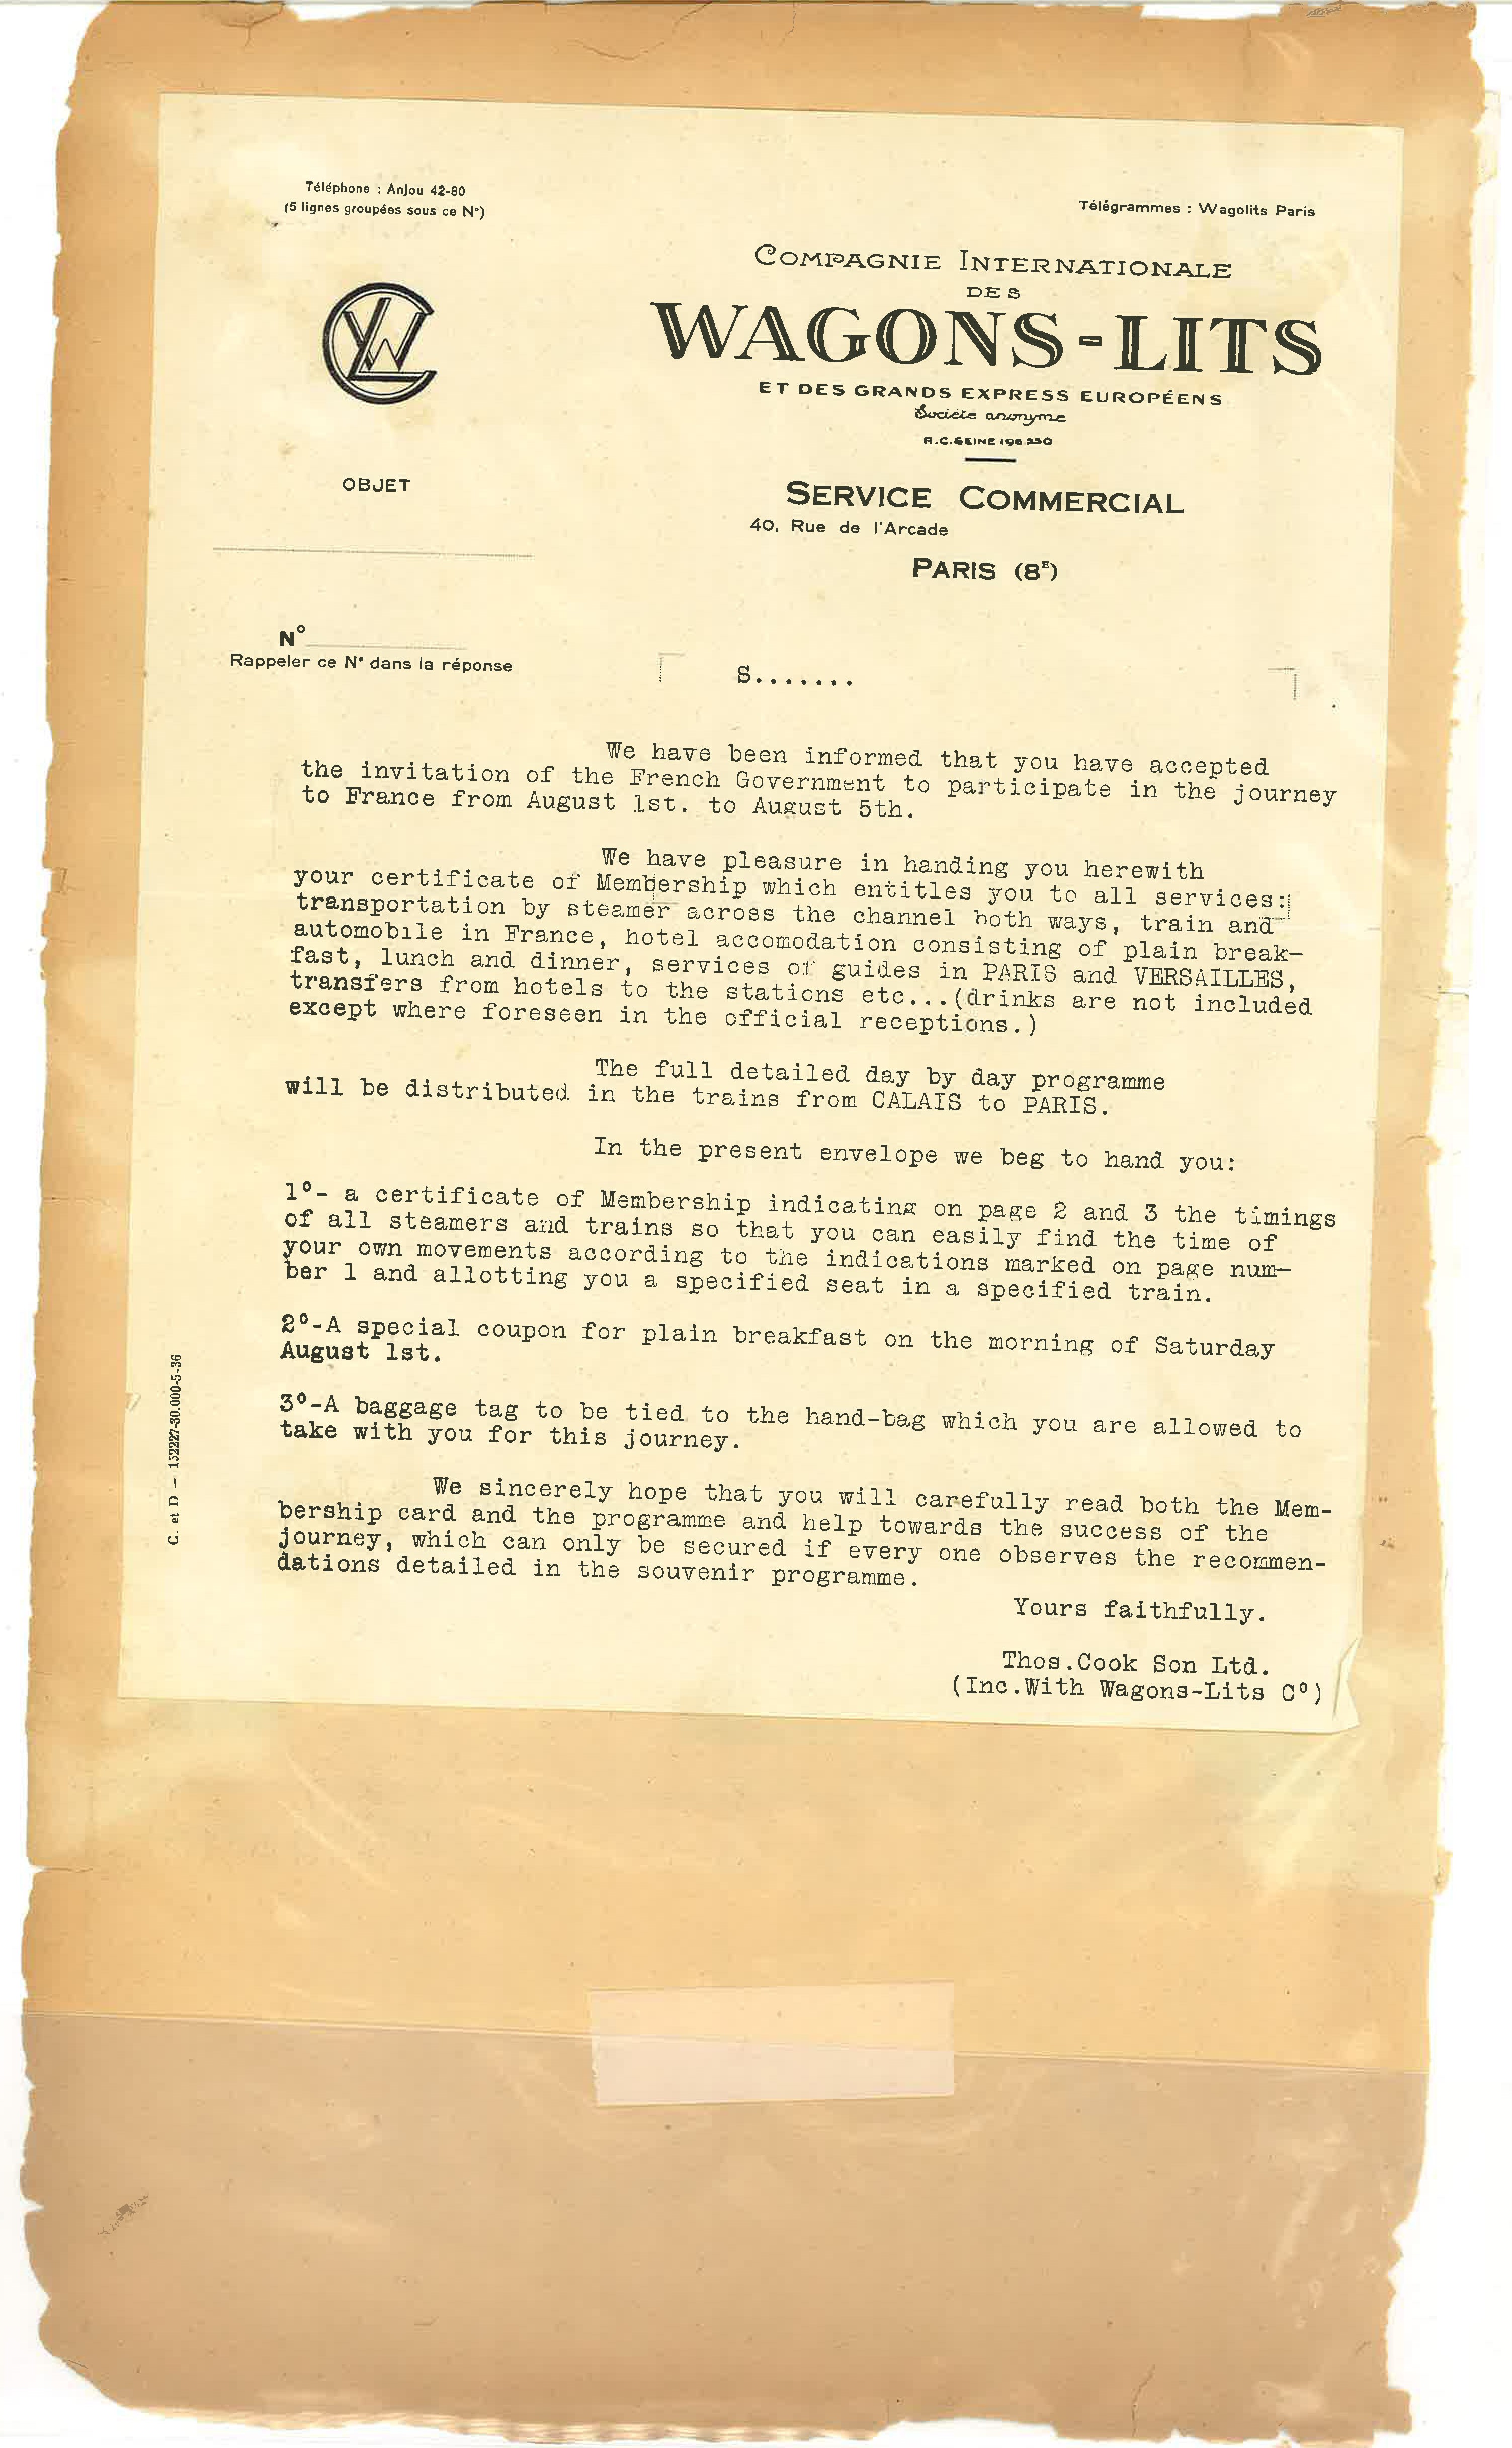 Téléphone : Anjou 42-80
(5 lignes groupées sous ce N°)
Télégrammes : Wagolits Paris
COMPAGNIE INTERNATIONALE
DES
WAGONS-LITS
ET DES GRANDS EXPRESS EUROPÉENS
Société anonyme
R.C. SEINE 196.230
CWL
OBJET
SERVICE COMMERCIAL
40, Rue de l'Arcade
PARIS (8E)
N°
Rappeler ce N° dans la réponse
S.......
We have been informed that you have accepted
the invitation of the French Government to participate in the journey
to France from August 1st. to August 5th.
We have pleasure in handing you herewith
your certificate of Membership which entitles you to all services:
transportation by steamer across the channel both ways, train and
automobile in France, hotel accomodation consisting of plain break-
fast, lunch and dinner, services of guides in PARIS and VERSAILLES,
transfers from hotels to the stations etc...(drinks are not included
except where foreseen in the official receptions.)
The full detailed day by day programme
will be distributed in the trains from CALAIS to PARIS.
In the present envelope we beg to hand you:
1°- a certificate of Membership indicating on page 2 and 3 the timings
of all steamers and trains so that you can easily find the time of
your own movements according to the indications marked on page num-
ber 1 and allotting you a specified seat in a specified train.
2°-A special coupon for plain breakfast on the morning of Saturday
August 1st.
3°-A baggage tag to be tied to the hand-bag which you are allowed to
take with you for this journey.
We sincerely hope that you will carefully read both the Mem-
bership card and the programme and help towards the success of the
journey, which can only be secured if every one observes the recommen-
dations detailed in the souvenir programme.
Yours faithfully.
Thos.Cook Son Ltd.
(Inc.With Wagons-Lits C°)
C. et D — 152227-30.000-5-36